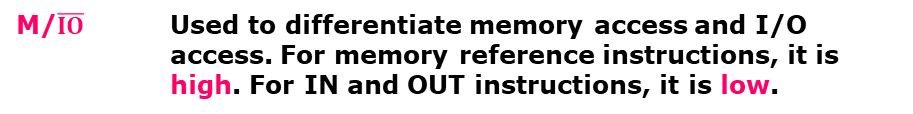 M/I̅O̅ Used to differentiate memory access and I/O
access. For memory reference instructions, it is
high. For IN and OUT instructions, it is low.